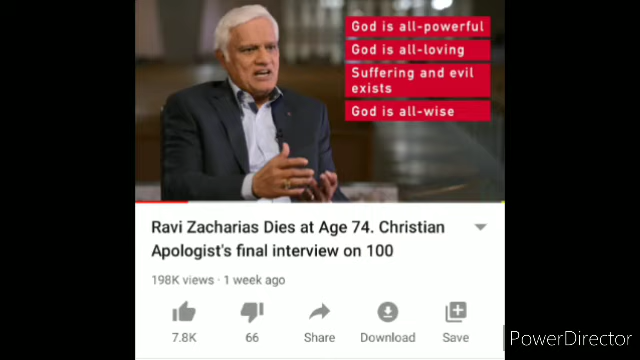 God is all-powerful
God is all-loving
Suffering and evil
exists
God is all-wise
Ravi Zacharias Dies at Age 74. Christian
Apologist's final interview on 100
198K views · 1 week ago
7.8K
66
Share
Download
Save
PowerDirector